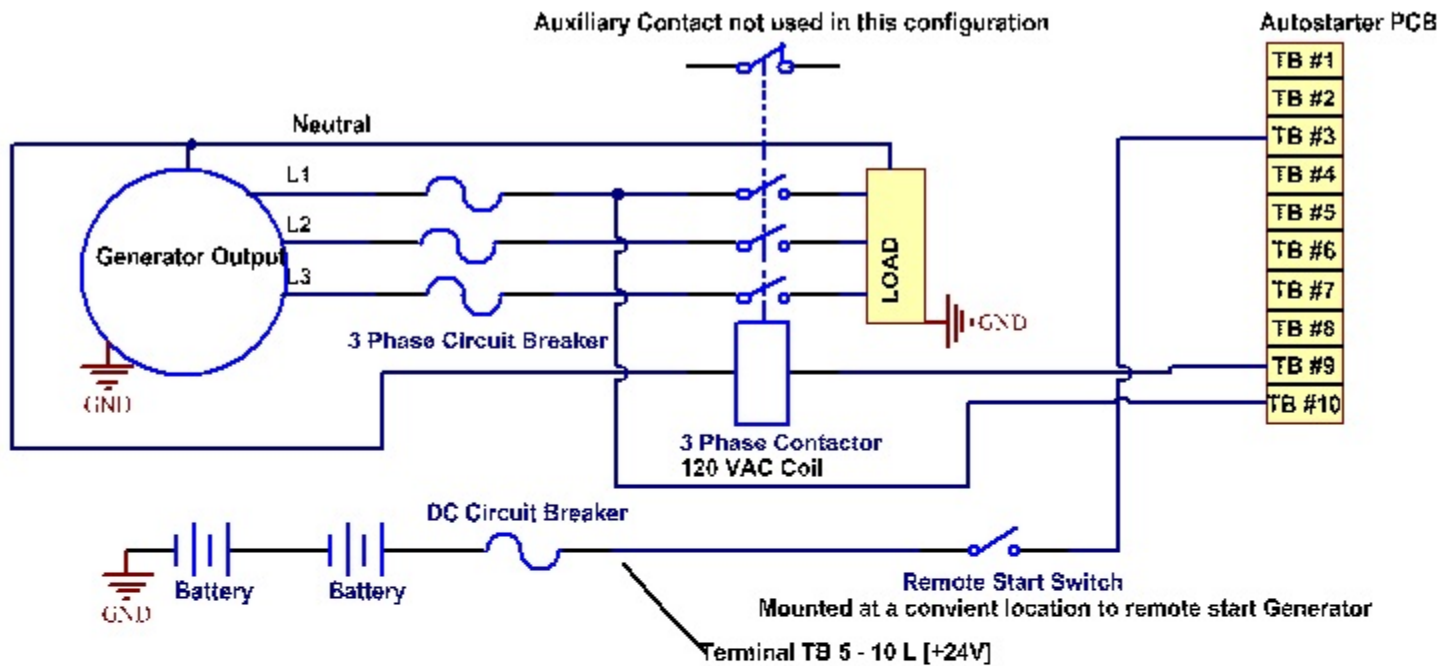 Auxiliary Contact not used in this configuration
Autostarter PCB
TB #1
TB #2
TB #3
TB #4
TB #5
TB #6
TB #7
TB #8
TB #9
TB #10
Neutral
L1
L2
L3
Generator Output
LOAD
GND
3 Phase Circuit Breaker
GND
3 Phase Contactor
120 VAC Coil
DC Circuit Breaker
Battery
Battery
GND
Remote Start Switch
Mounted at a convient location to remote start Generator
Terminal TB 5 - 10 L [+24V]